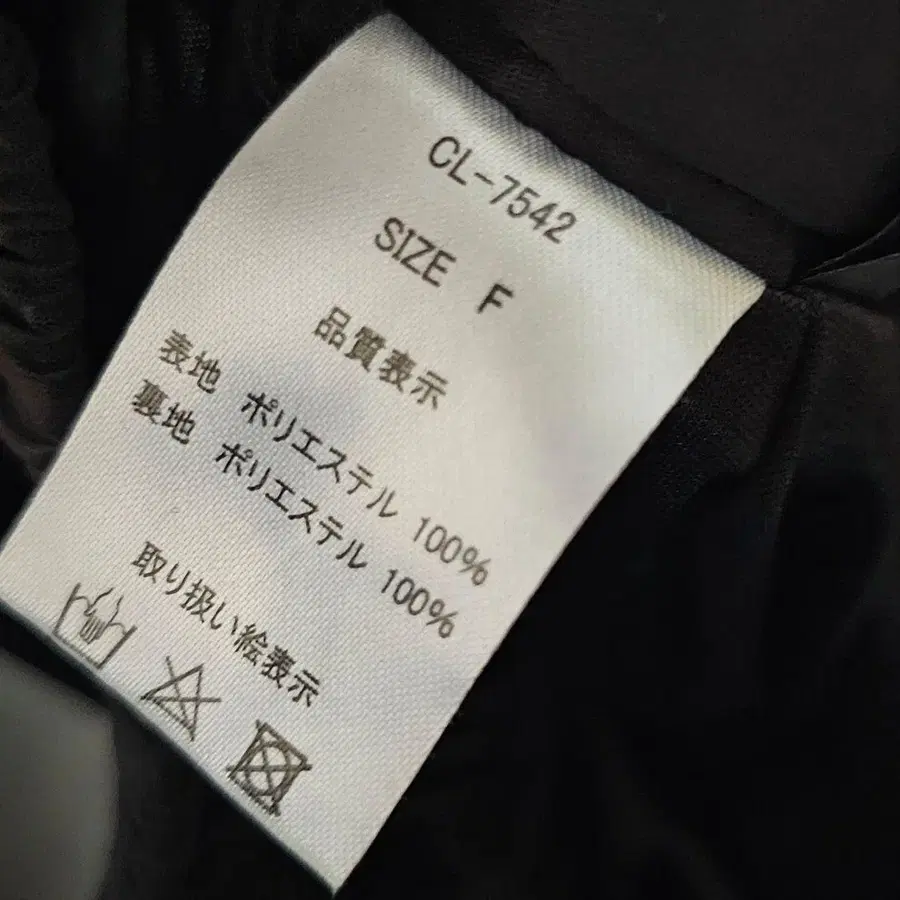 CL-7542
SIZE F
品質表示
表地 ポリエステル 100%
裏地 ポリエステル 100%
取り扱い絵表示